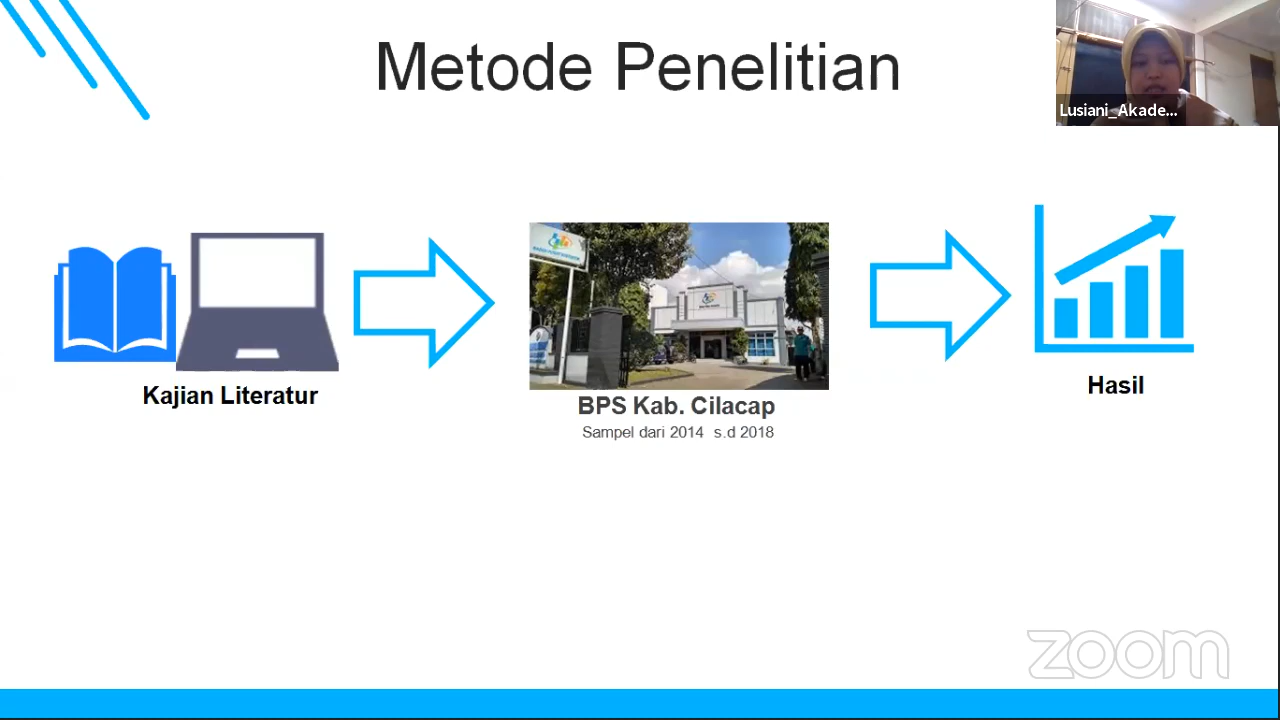 Metode Penelitian
Lusiani_Akade...
Kajian Literatur
BPS Kab. Cilacap
Sampel dari 2014 s.d 2018
Hasil
zoom